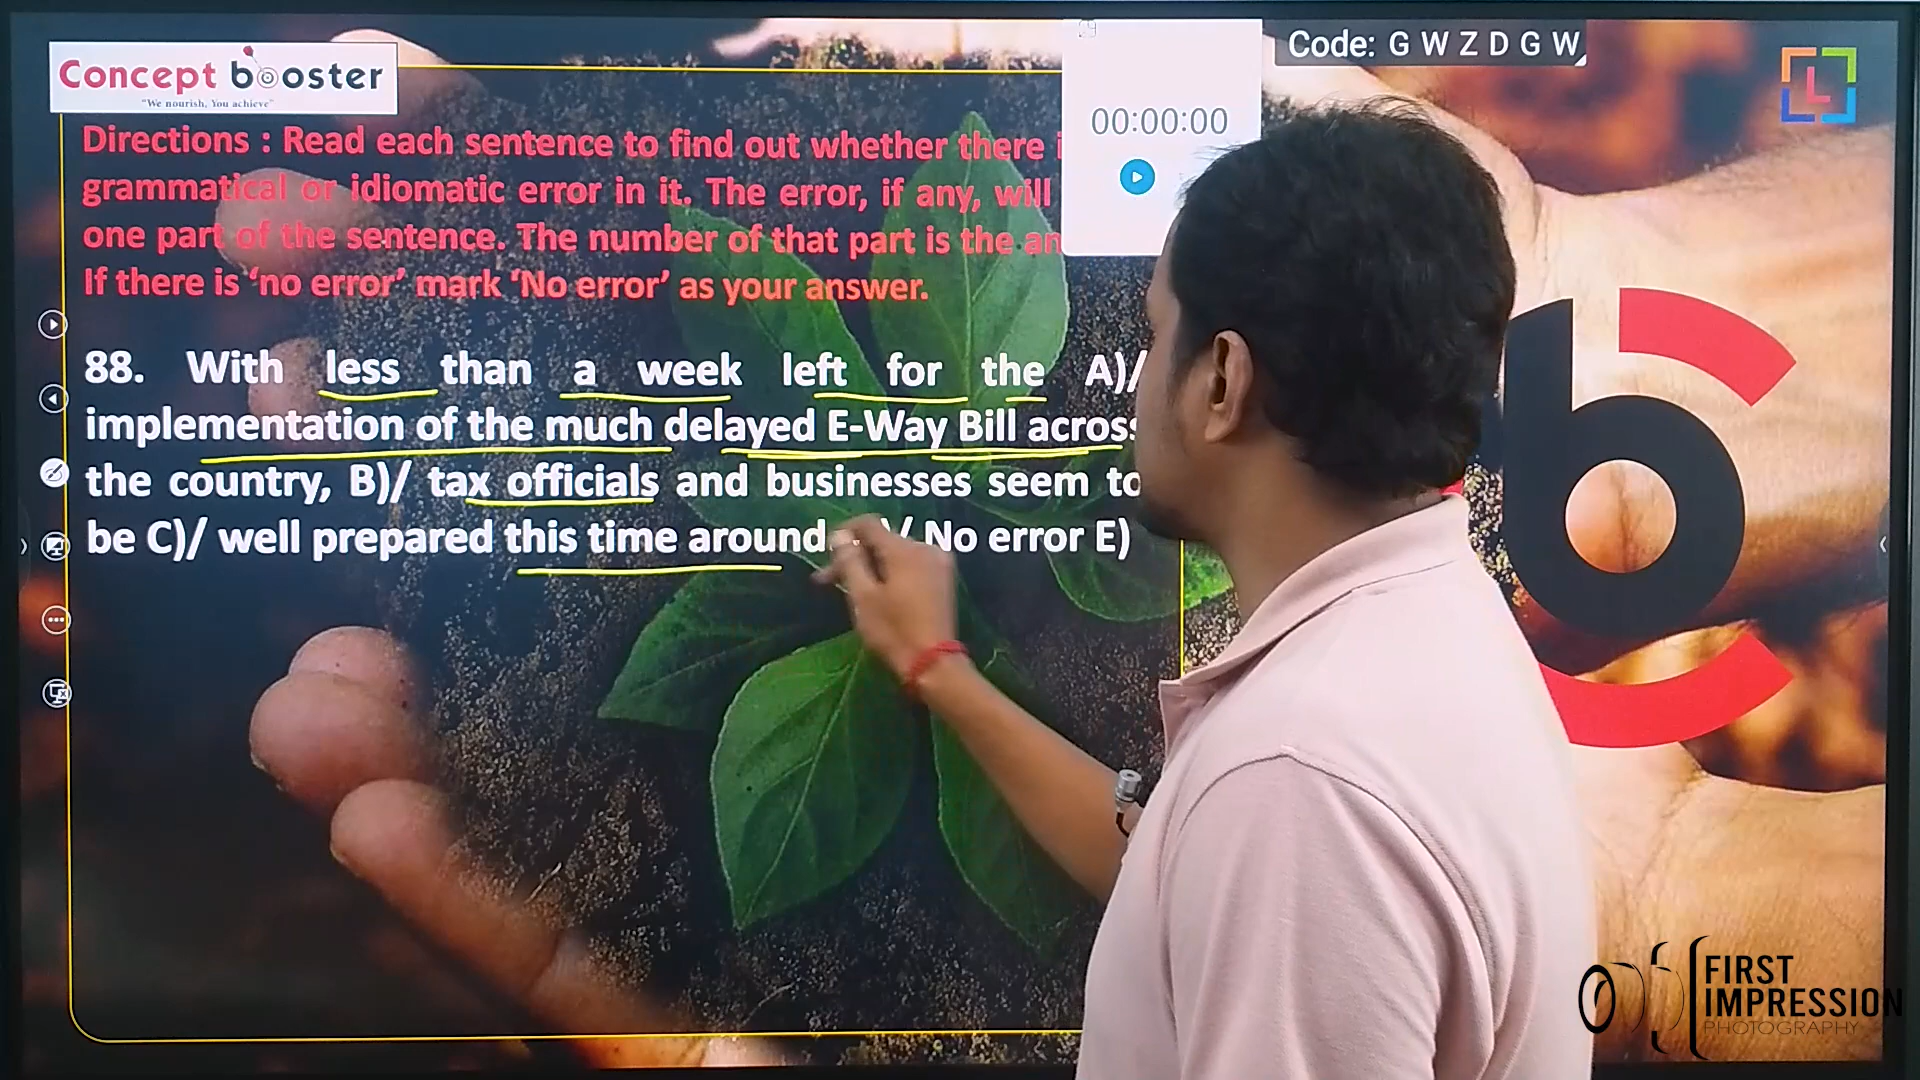 Concept booster
"We nourish, You achieve"
Code: G W Z D G W
00:00:00
L
Directions : Read each sentence to find out whether there
grammatical or idiomatic error in it. The error, if any, will
one part of the sentence. The number of that part is the
If there is ‘no error’ mark ‘No error’ as your answer.
88. With less than a week left for the A)/
implementation of the much delayed E-Way Bill across
the country, B)/ tax officials and businesses seem to
be C)/ well prepared this time around. No error E)
b
FIRST
IMPRESSION
PHOTOGRAPHY